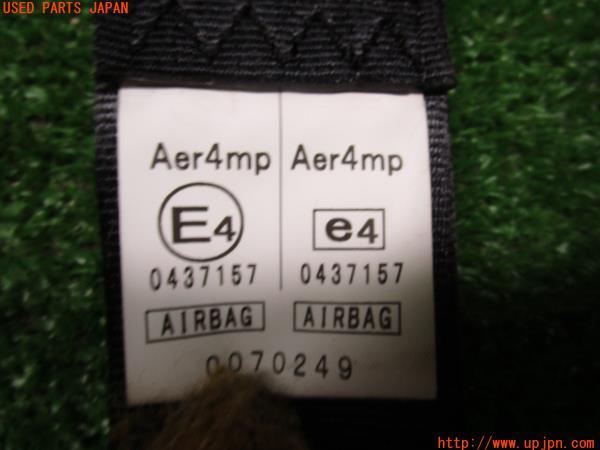 USED PARTS JAPAN
Aer4mp Aer4mp
E4 e4
0437157 0437157
AIRBAG AIRBAG
0070249
http://www.upjpn.com